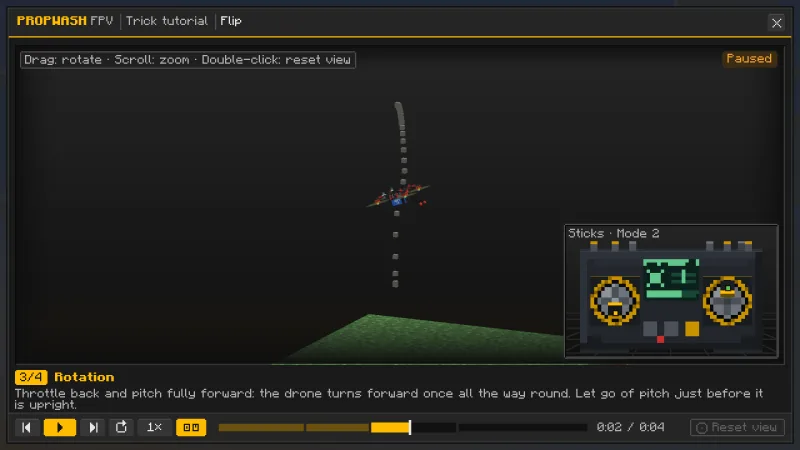 PROPWASH FPV Trick tutorial Flip
Drag: rotate · Scroll: zoom · Double-click: reset view
Paused
Sticks · Mode 2
3/4 Rotation
Throttle back and pitch fully forward: the drone turns forward once all the way round. Let go of pitch just before it
is upright.
1× 0:02 / 0:04 Reset view